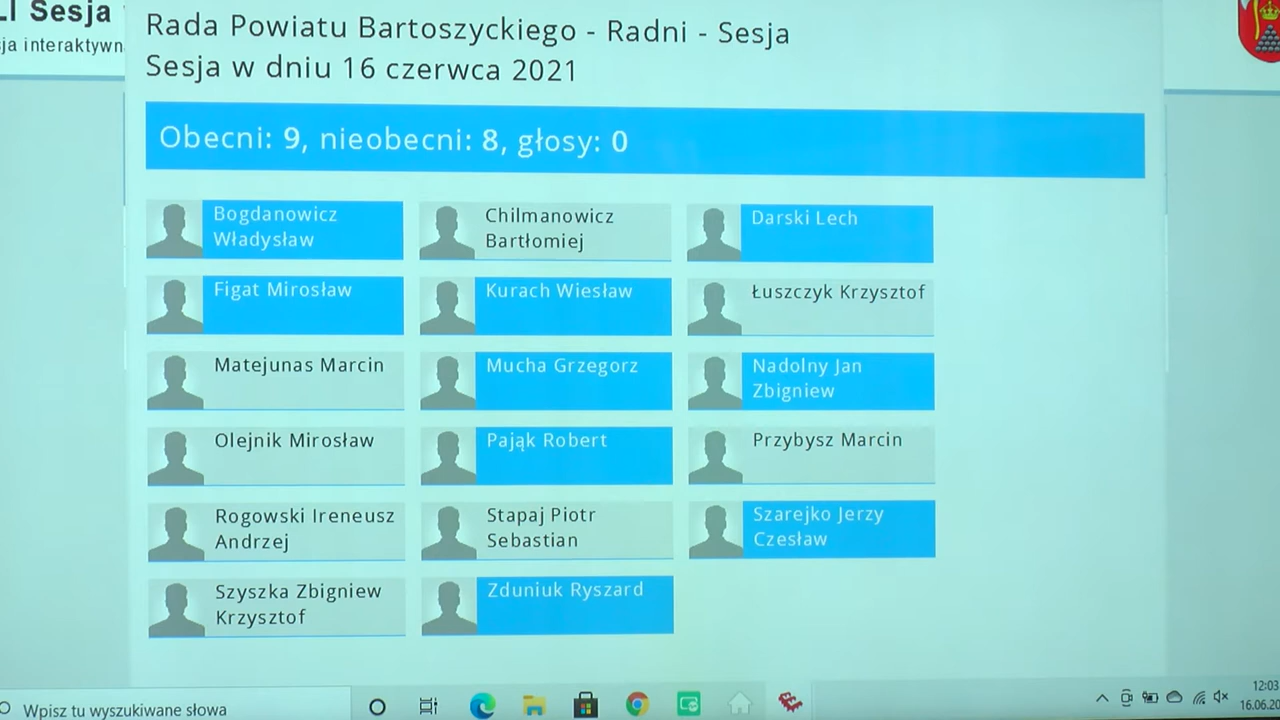 LI Sesja
ja interaktywn
Rada Powiatu Bartoszyckiego - Radni - Sesja
Sesja w dniu 16 czerwca 2021
Obecni: 9, nieobecni: 8, głosy: 0
Bogdanowicz
Władysław
Chilmanowicz
Bartłomiej
Darski Lech
Figat Mirosław
Kurach Wiesław
Łuszczyk Krzysztof
Matejunas Marcin
Mucha Grzegorz
Nadolny Jan
Zbigniew
Olejnik Mirosław
Pająk Robert
Przybysz Marcin
Rogowski Ireneusz
Andrzej
Stapaj Piotr
Sebastian
Szarejko Jerzy
Czesław
Szyszka Zbigniew
Krzysztof
Zduniuk Ryszard
Wpisz tu wyszukiwane słowa
12:03
16.06.20